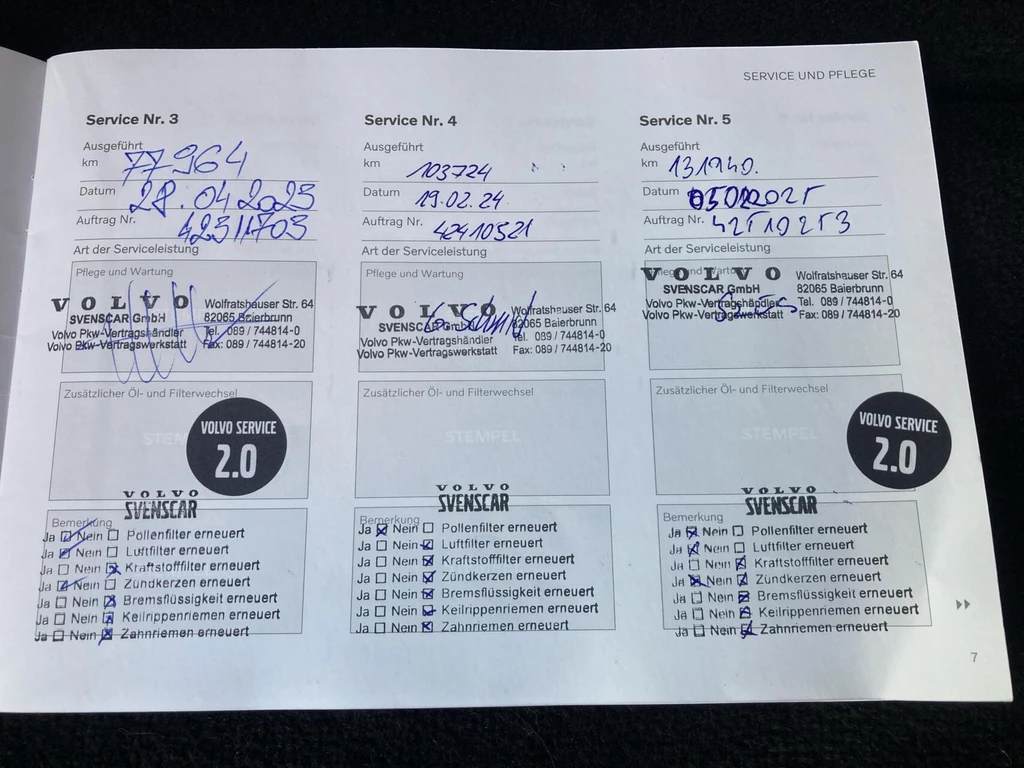 SERVICE UND PFLEGE
Service Nr. 3
Ausgeführt
km 77964
Datum 28.04.2023
Auftrag Nr. 42311703
Art der Serviceleistung
Pflege und Wartung
VOLVO
SVENSCAR GmbH
Volvo Pkw-Vertragshändler
Volvo Pkw-Vertragswerkstatt
Wolfratshauser Str. 64
82065 Baierbrunn
Tel. 089 / 744814-0
Fax: 089 / 744814-20
Zusätzlicher Öl- und Filterwechsel
VOLVO SERVICE
2.0
VOLVO
SVENSCAR
Bemerkung
Ja Nein Pollenfilter erneuert
Ja Nein Luftfilter erneuert
Ja Nein Kraftstofffilter erneuert
Ja Nein Zündkerzen erneuert
Ja Nein Bremsflüssigkeit erneuert
Ja Nein Keilrippenriemen erneuert
Ja Nein Zahnriemen erneuert
Service Nr. 4
Ausgeführt
km 103724
Datum 19.02.24
Auftrag Nr. 42410521
Art der Serviceleistung
Pflege und Wartung
VOLVO
SVENSCAR GmbH
Volvo Pkw-Vertragshändler
Volvo Pkw-Vertragswerkstatt
Wolfratshauser Str. 64
82065 Baierbrunn
Tel. 089 / 744814-0
Fax: 089 / 744814-20
Zusätzlicher Öl- und Filterwechsel
STEMPEL
VOLVO
SVENSCAR
Bemerkung
Ja Nein Pollenfilter erneuert
Ja Nein Luftfilter erneuert
Ja Nein Kraftstofffilter erneuert
Ja Nein Zündkerzen erneuert
Ja Nein Bremsflüssigkeit erneuert
Ja Nein Keilrippenriemen erneuert
Ja Nein Zahnriemen erneuert
Service Nr. 5
Ausgeführt
km 131940.
Datum
Auftrag Nr. 42510253
Art der Serviceleistung
Pflege und Wartung
VOLVO
SVENSCAR GmbH
Volvo Pkw-Vertragshändler
Volvo Pkw-Vertragswerkstatt
Wolfratshauser Str. 64
82065 Baierbrunn
Tel. 089 / 744814-0
Fax: 089 / 744814-20
Zusätzlicher Öl- und Filterwechsel
STEMPEL
VOLVO SERVICE
2.0
VOLVO
SVENSCAR
Bemerkung
Ja Nein Pollenfilter erneuert
Ja Nein Luftfilter erneuert
Ja Nein Kraftstofffilter erneuert
Ja Nein Zündkerzen erneuert
Ja Nein Bremsflüssigkeit erneuert
Ja Nein Keilrippenriemen erneuert
Ja Nein Zahnriemen erneuert
7